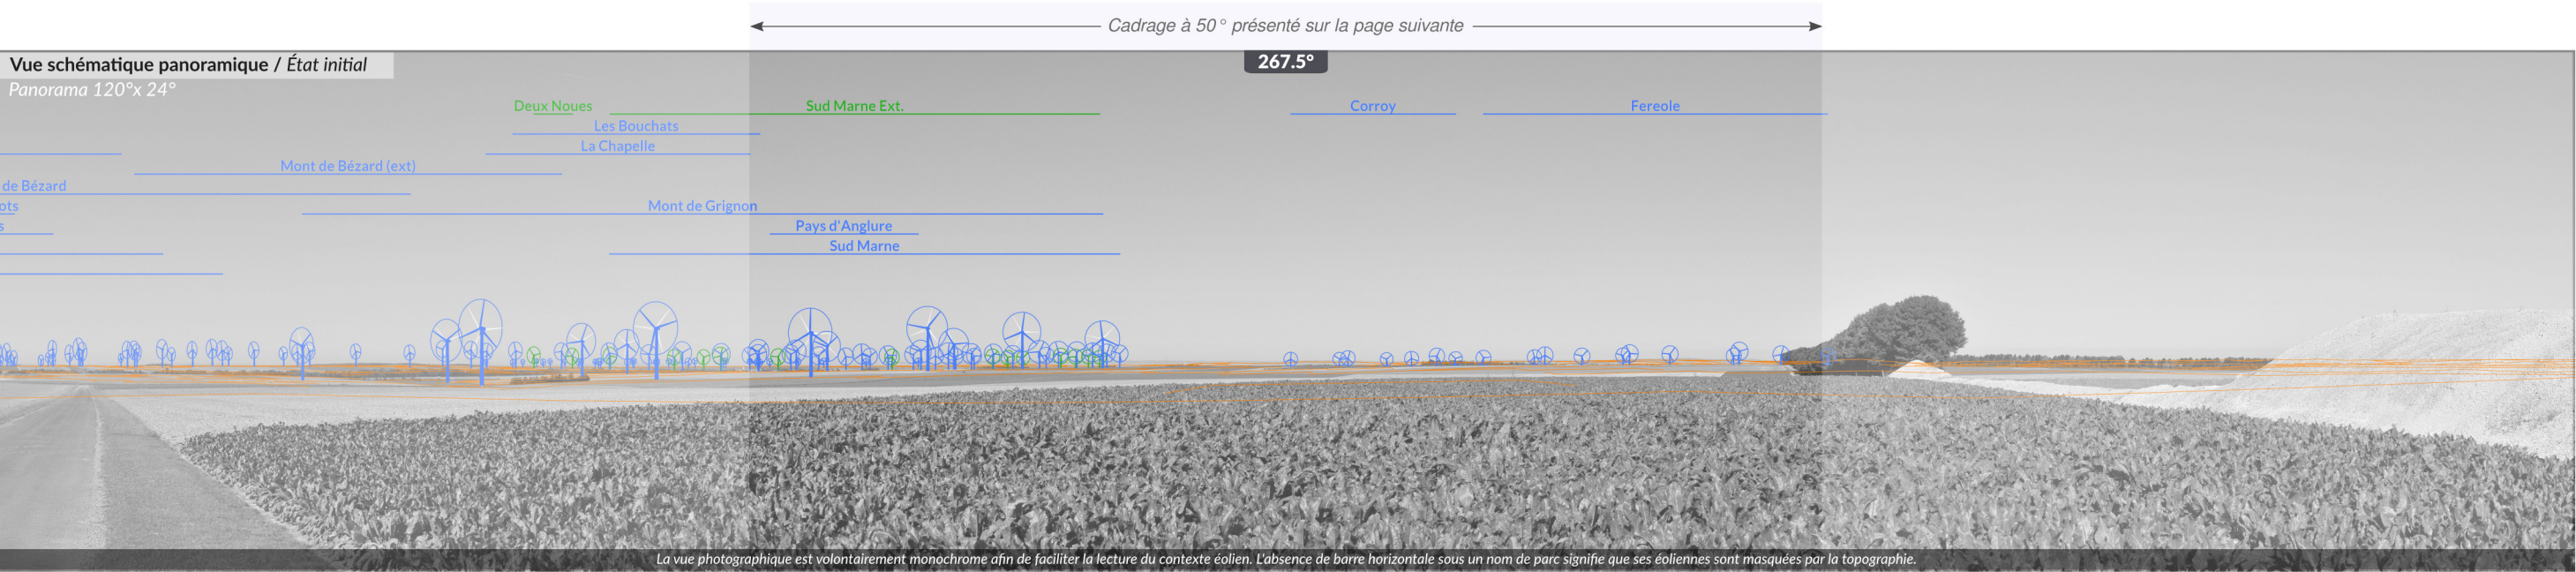 Cadrage à 50° présenté sur la page suivante
Vue schématique panoramique / État initial
267.5°
Panorama 120°x 24°
Deux Noues
Sud Marne Ext.
Corroy
Fereole
Les Bouchats
La Chapelle
Mont de Bézard (ext)
de Bézard
ots
Mont de Grignon
s
Pays d'Anglure
Sud Marne
La vue photographique est volontairement monochrome afin de faciliter la lecture du contexte éolien. L'absence de barre horizontale sous un nom de parc signifie que ses éoliennes sont masquées par la topographie.